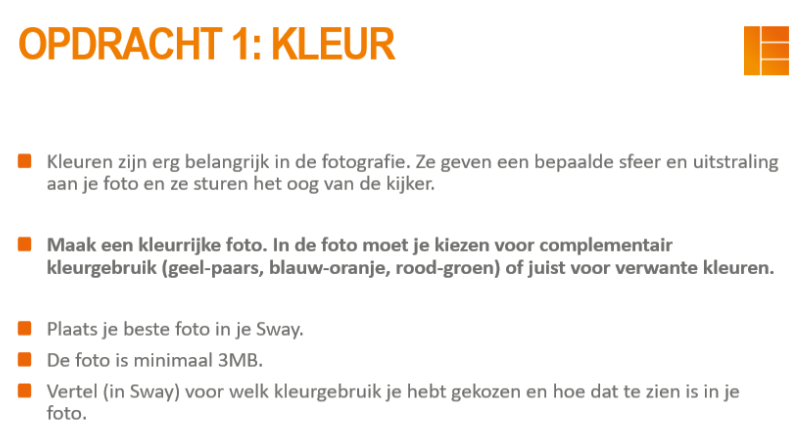 OPDRACHT 1: KLEUR
Kleuren zijn erg belangrijk in de fotografie. Ze geven een bepaalde sfeer en uitstraling
aan je foto en ze sturen het oog van de kijker.
Maak een kleurrijke foto. In de foto moet je kiezen voor complementair
kleurgebruik (geel-paars, blauw-oranje, rood-groen) of juist voor verwante kleuren.
Plaats je beste foto in je Sway.
De foto is minimaal 3MB.
Vertel (in Sway) voor welk kleurgebruik je hebt gekozen en hoe dat te zien is in je
foto.